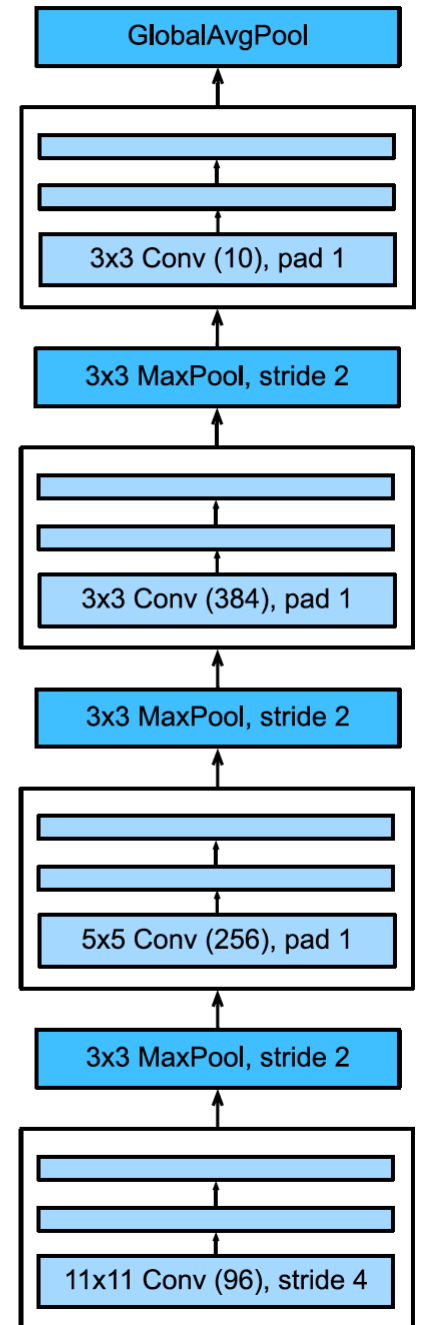 GlobalAvgPool
3x3 Conv (10), pad 1
3x3 MaxPool, stride 2
3x3 Conv (384), pad 1
3x3 MaxPool, stride 2
5x5 Conv (256), pad 1
3x3 MaxPool, stride 2
11x11 Conv (96), stride 4